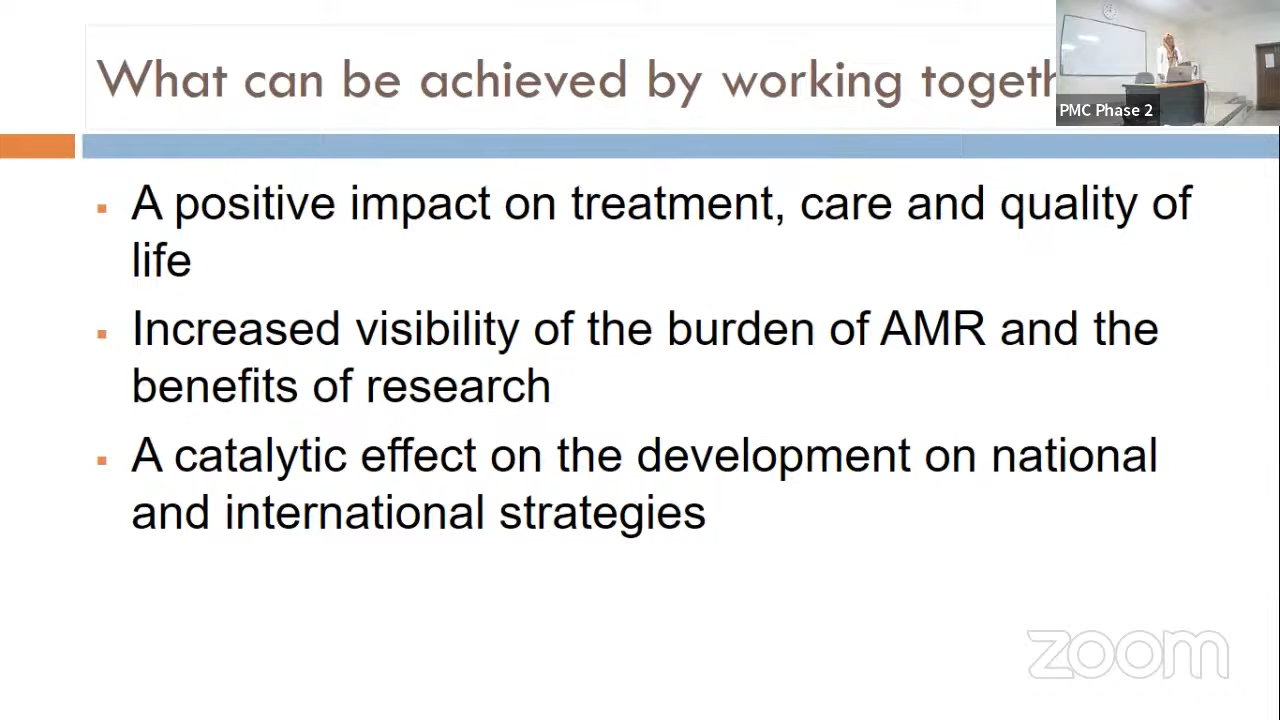 What can be achieved by working togeth
PMC Phase 2
A positive impact on treatment, care and quality of
life
Increased visibility of the burden of AMR and the
benefits of research
A catalytic effect on the development on national
and international strategies
zoom